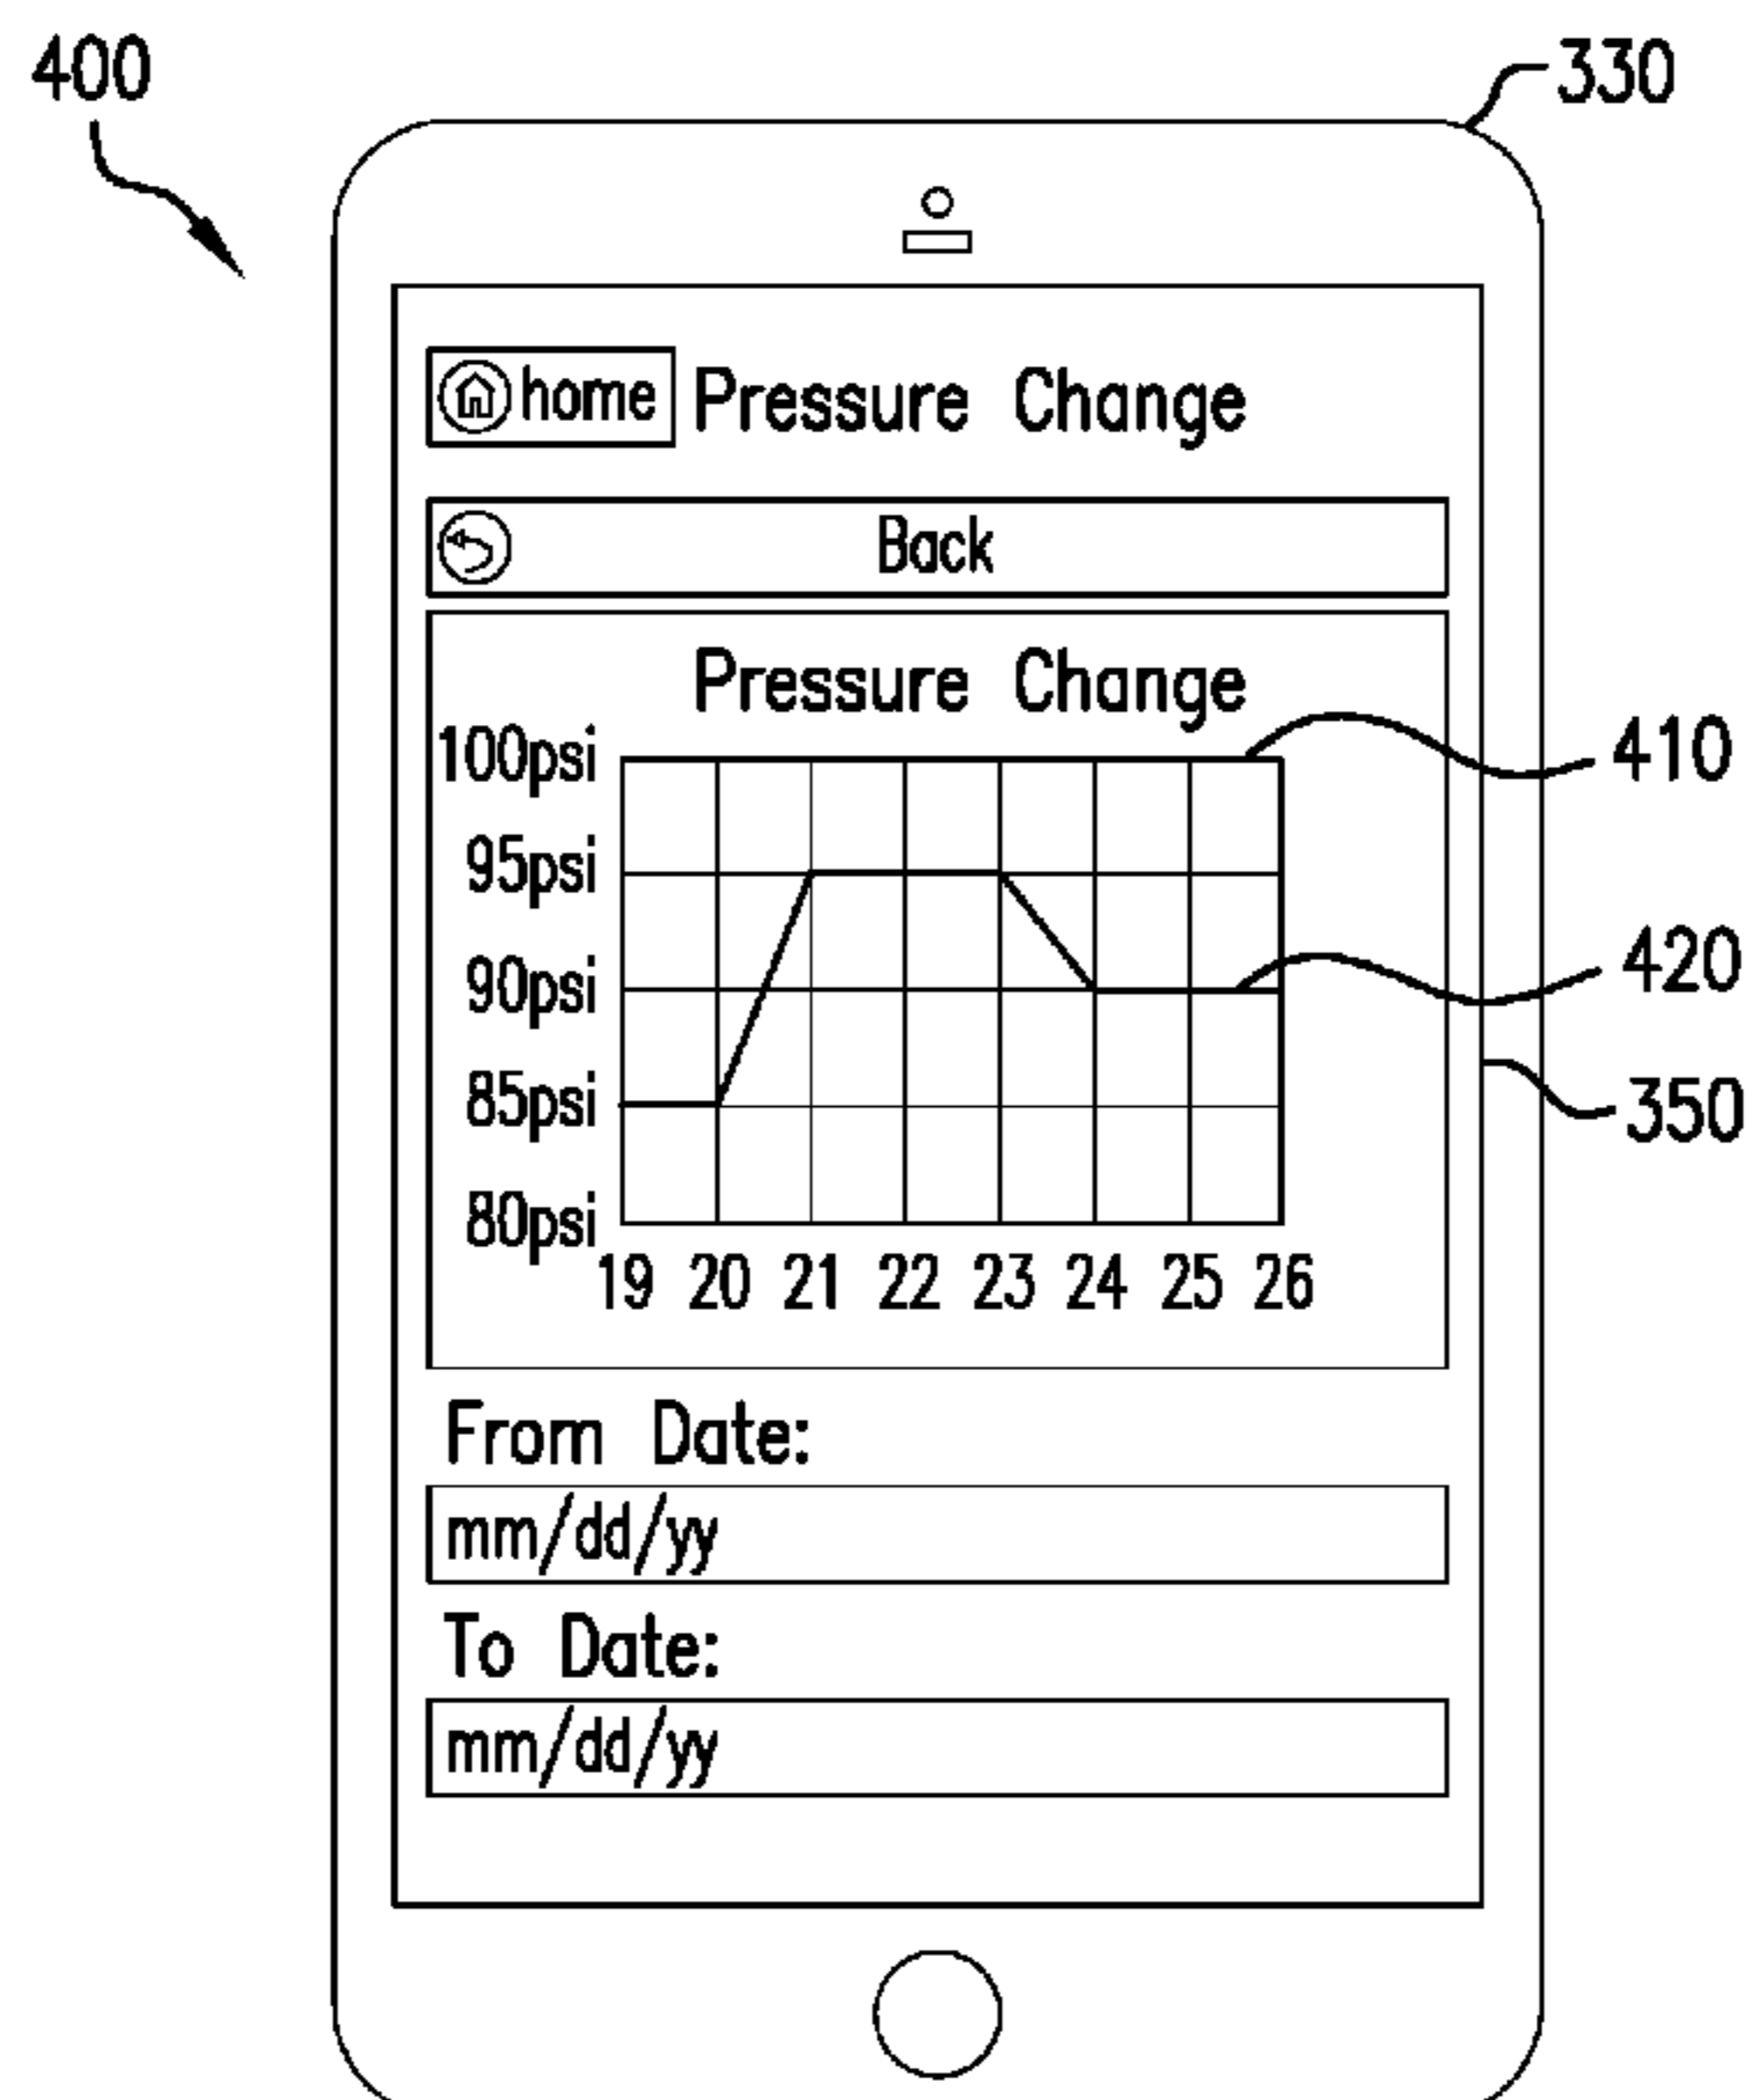 400
330
home Pressure Change
Back
Pressure Change
100psi
410
95psi
420
90psi
85psi
350
80psi
19 20 21 22 23 24 25 26
From Date:
mm/dd/yy
To Date:
mm/dd/yy